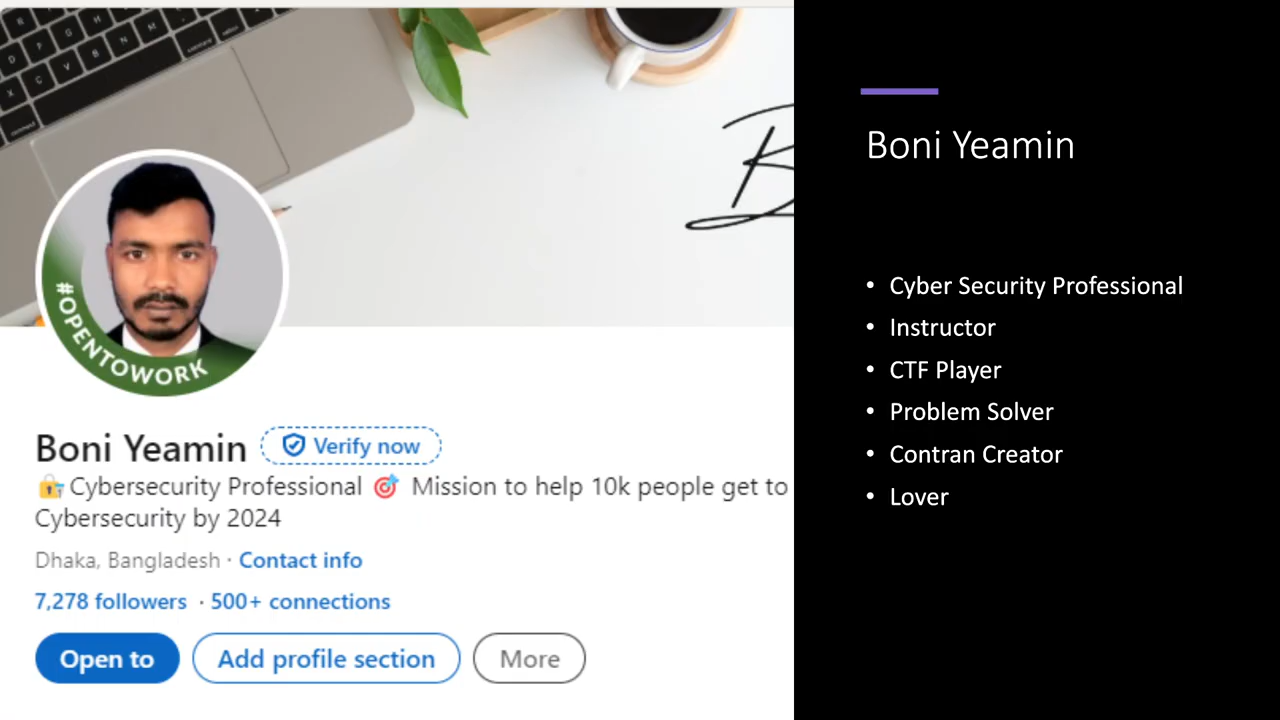 #OPENTOWORK
Boni Yeamin
Verify now
Cybersecurity Professional 🎯 Mission to help 10k people get to
Cybersecurity by 2024
Dhaka, Bangladesh · Contact info
7,278 followers · 500+ connections
Open to
Add profile section
More
Boni Yeamin
• Cyber Security Professional
• Instructor
• CTF Player
• Problem Solver
• Contran Creator
• Lover